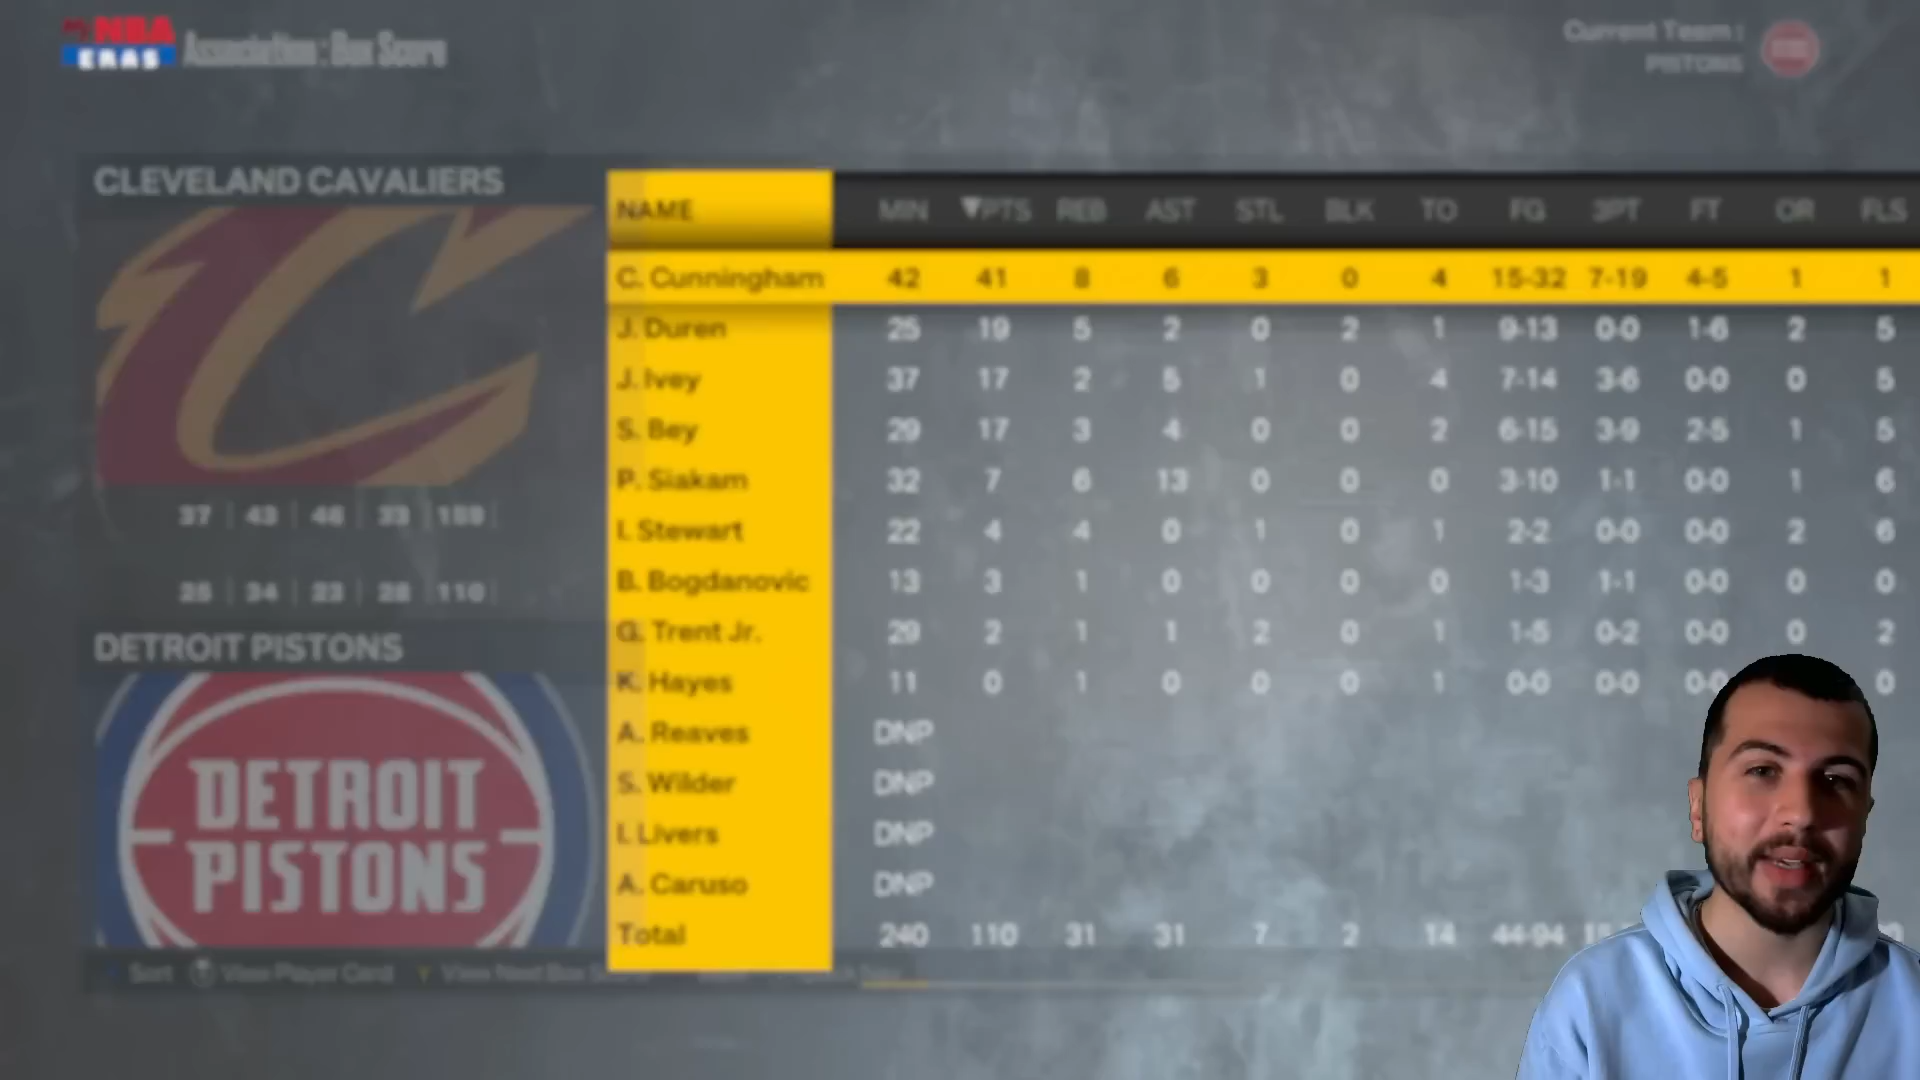 MyNBA
ERAS
Association : Box Score
Current Team :
PISTONS
CLEVELAND CAVALIERS
37 43 46 33 159
25 34 23 28 110
DETROIT PISTONS
DETROIT
PISTONS
NAME MIN ▼PTS REB AST STL BLK TO FG 3PT FT OR FLS
C. Cunningham 42 41 8 6 3 0 4 15-32 7-19 4-5 1 1
J. Duren 25 19 5 2 0 2 1 9-13 0-0 1-6 2 5
J. Ivey 37 17 2 5 1 0 4 7-14 3-6 0-0 0 5
S. Bey 29 17 3 4 0 0 2 6-15 3-9 2-5 1 5
P. Siakam 32 7 6 13 0 0 0 3-10 1-1 0-0 1 6
I. Stewart 22 4 4 0 1 0 1 2-2 0-0 0-0 2 6
B. Bogdanovic 13 3 1 0 0 0 0 1-3 1-1 0-0 0 0
G. Trent Jr. 29 2 1 1 2 0 1 1-5 0-2 0-0 0 2
K. Hayes 11 0 1 0 0 0 1 0-0 0-0 0-0 0
A. Reaves DNP
S. Wilder DNP
I. Livers DNP
A. Caruso DNP
Total 240 110 31 31 7 2 14 44-94
Sort View Player Card Y View Next Box